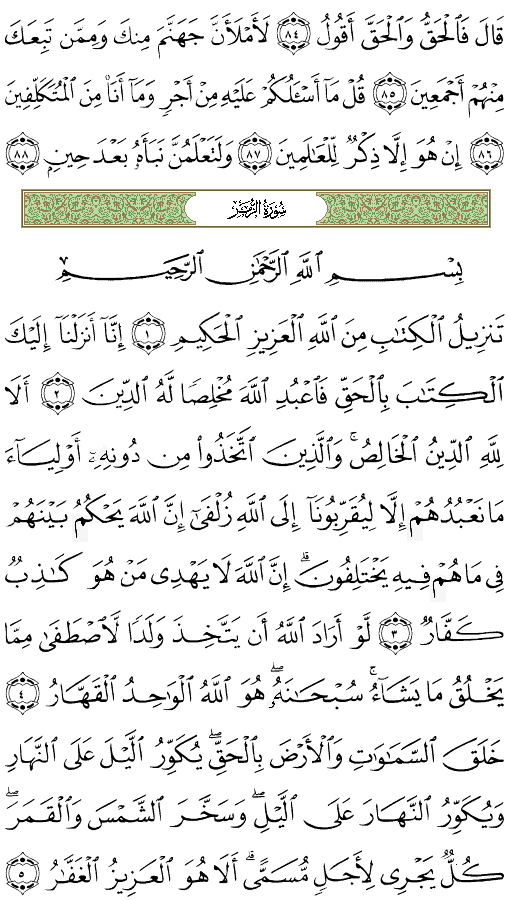 قَالَ فَٱلْحَقُّ وَٱلْحَقَّ أَقُولُ ٨٤ لَأَمْلَأَنَّ جَهَنَّمَ مِنكَ وَمِمَّن تَبِعَكَ
مِنْهُمْ أَجْمَعِينَ ٨٥ قُلْ مَآ أَسْـَٔلُكُمْ عَلَيْهِ مِنْ أَجْرٍ وَمَآ أَنَا۠ مِنَ ٱلْمُتَكَلِّفِينَ
٨٦ إِنْ هُوَ إِلَّا ذِكْرٌ لِّلْعَٰلَمِينَ ٨٧ وَلَتَعْلَمُنَّ نَبَأَهُۥ بَعْدَ حِينٍۭ ٨٨
سُورَةُ الزُّمَرِ
بِسْمِ ٱللَّهِ ٱلرَّحْمَٰنِ ٱلرَّحِيمِ
تَنزِيلُ ٱلْكِتَٰبِ مِنَ ٱللَّهِ ٱلْعَزِيزِ ٱلْحَكِيمِ ١ إِنَّآ أَنزَلْنَآ إِلَيْكَ
ٱلْكِتَٰبَ بِٱلْحَقِّ فَٱعْبُدِ ٱللَّهَ مُخْلِصًا لَّهُ ٱلدِّينَ ٢ أَلَا
لِلَّهِ ٱلدِّينُ ٱلْخَالِصُ ۚ وَٱلَّذِينَ ٱتَّخَذُوا۟ مِن دُونِهِۦٓ أَوْلِيَآءَ
مَا نَعْبُدُهُمْ إِلَّا لِيُقَرِّبُونَآ إِلَى ٱللَّهِ زُلْفَىٰٓ إِنَّ ٱللَّهَ يَحْكُمُ بَيْنَهُمْ
فِى مَا هُمْ فِيهِ يَخْتَلِفُونَ ۗ إِنَّ ٱللَّهَ لَا يَهْدِى مَنْ هُوَ كَٰذِبٌ
كَفَّارٌ ٣ لَّوْ أَرَادَ ٱللَّهُ أَن يَتَّخِذَ وَلَدًا لَّٱصْطَفَىٰ مِمَّا
يَخْلُقُ مَا يَشَآءُ ۚ سُبْحَٰنَهُۥ ۖ هُوَ ٱللَّهُ ٱلْوَٰحِدُ ٱلْقَهَّارُ ٤
خَلَقَ ٱلسَّمَٰوَٰتِ وَٱلْأَرْضَ بِٱلْحَقِّ ۖ يُكَوِّرُ ٱلَّيْلَ عَلَى ٱلنَّهَارِ
وَيُكَوِّرُ ٱلنَّهَارَ عَلَى ٱلَّيْلِ ۖ وَسَخَّرَ ٱلشَّمْسَ وَٱلْقَمَرَ ۖ
كُلٌّ يَجْرِى لِأَجَلٍ مُّسَمًّى ۗ أَلَا هُوَ ٱلْعَزِيزُ ٱلْغَفَّٰرُ ٥